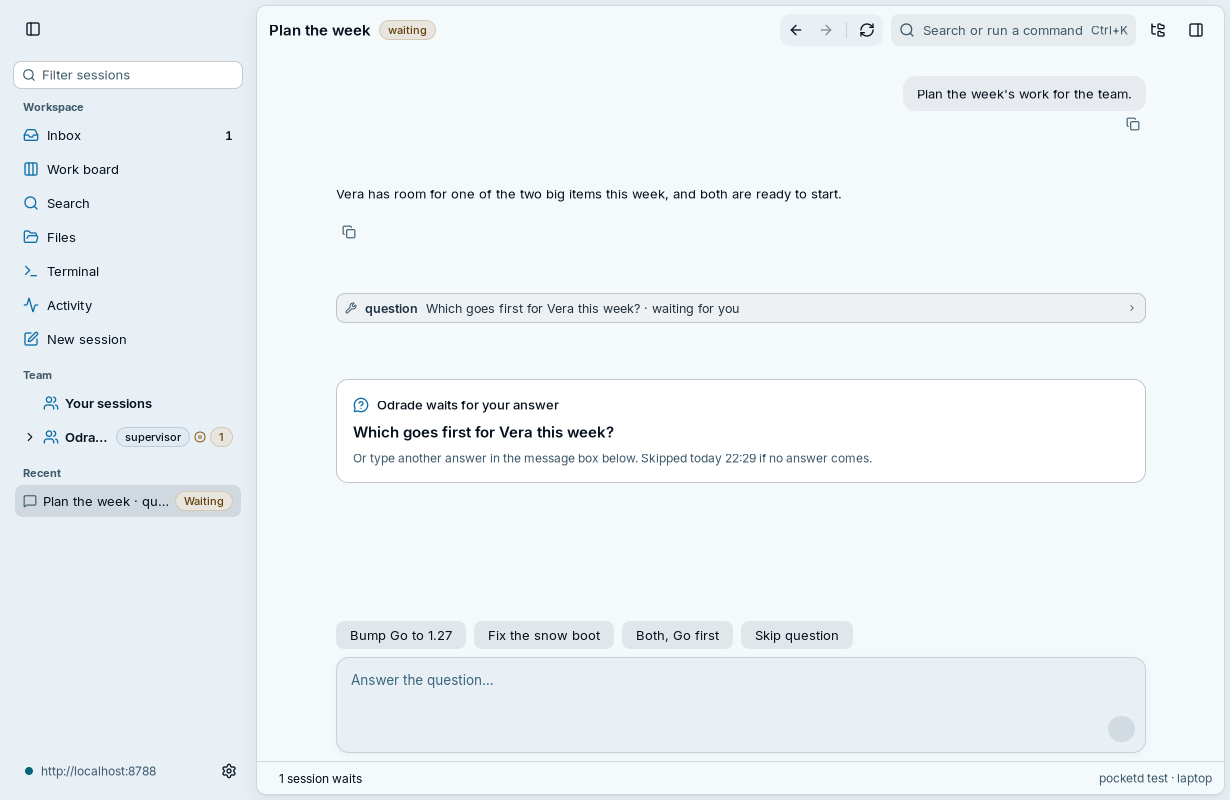 Filter sessions
Workspace
Inbox 1
Work board
Search
Files
Terminal
Activity
New session
Team
Your sessions
Odra... supervisor 1
Recent
Plan the week · qu... Waiting
http://localhost:8788
Plan the week waiting
Search or run a command Ctrl+K
Plan the week's work for the team.
Vera has room for one of the two big items this week, and both are ready to start.
question Which goes first for Vera this week? · waiting for you
Odrade waits for your answer
Which goes first for Vera this week?
Or type another answer in the message box below. Skipped today 22:29 if no answer comes.
Bump Go to 1.27 Fix the snow boot Both, Go first Skip question
Answer the question...
1 session waits
pocketd test · laptop